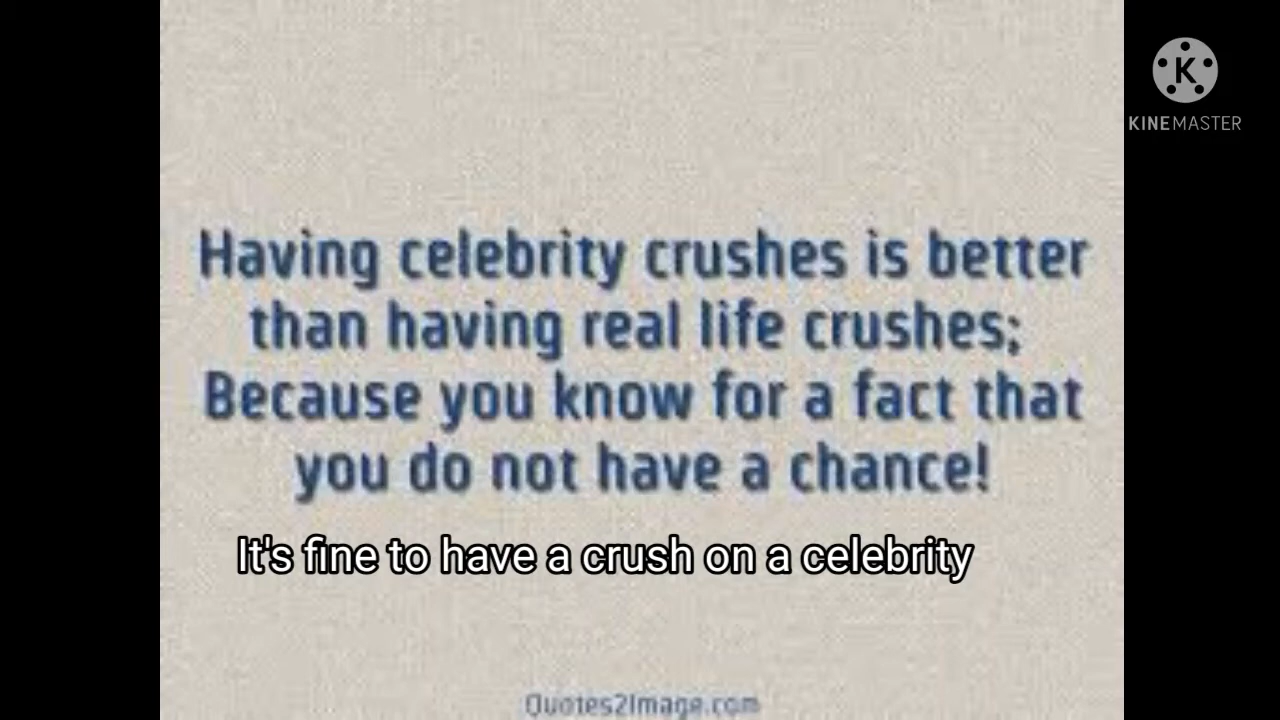 KINEMASTER
Having celebrity crushes is better
than having real life crushes;
Because you know for a fact that
you do not have a chance!
It's fine to have a crush on a celebrity
Quotes2Image.com